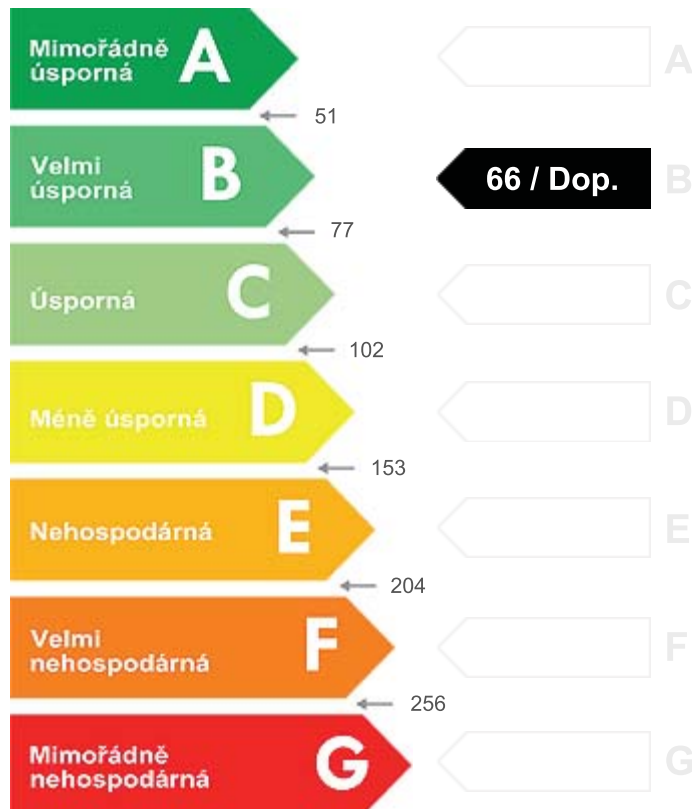 Mimořádně
úsporná
A
A
51
Velmi
úsporná
B
66 / Dop.
B
77
Úsporná
C
C
102
Méně úsporná
D
D
153
Nehospodárná
E
E
204
Velmi
nehospodárná
F
F
256
Mimořádně
nehospodárná
G
G